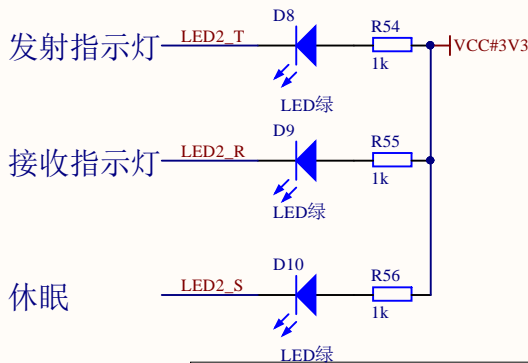 D8
R54
发射指示灯
LED2_T
VCC#3V3
1k
LED绿
D9
R55
接收指示灯
LED2_R
1k
LED绿
D10
R56
休眠
LED2_S
1k
LED绿